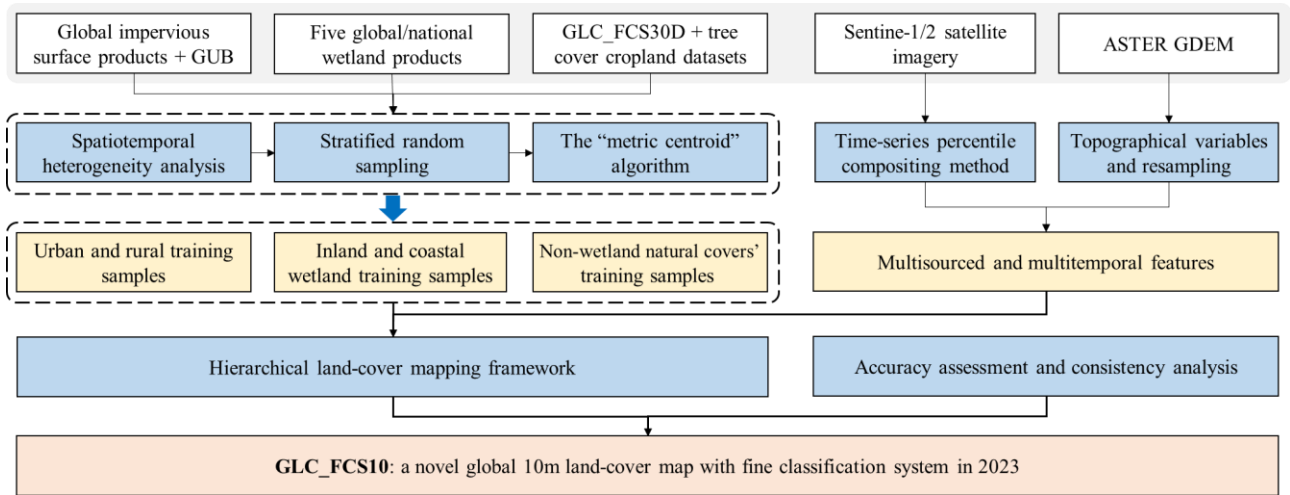 Global impervious
surface products + GUB
Five global/national
wetland products
GLC_FCS30D + tree
cover cropland datasets
Sentine-1/2 satellite
imagery
ASTER GDEM
Spatiotemporal
heterogeneity analysis
Stratified random
sampling
The “metric centroid”
algorithm
Time-series percentile
compositing method
Topographical variables
and resampling
Urban and rural training
samples
Inland and coastal
wetland training samples
Non-wetland natural covers’
training samples
Multisourced and multitemporal features
Hierarchical land-cover mapping framework
Accuracy assessment and consistency analysis
GLC_FCS10: a novel global 10m land-cover map with fine classification system in 2023